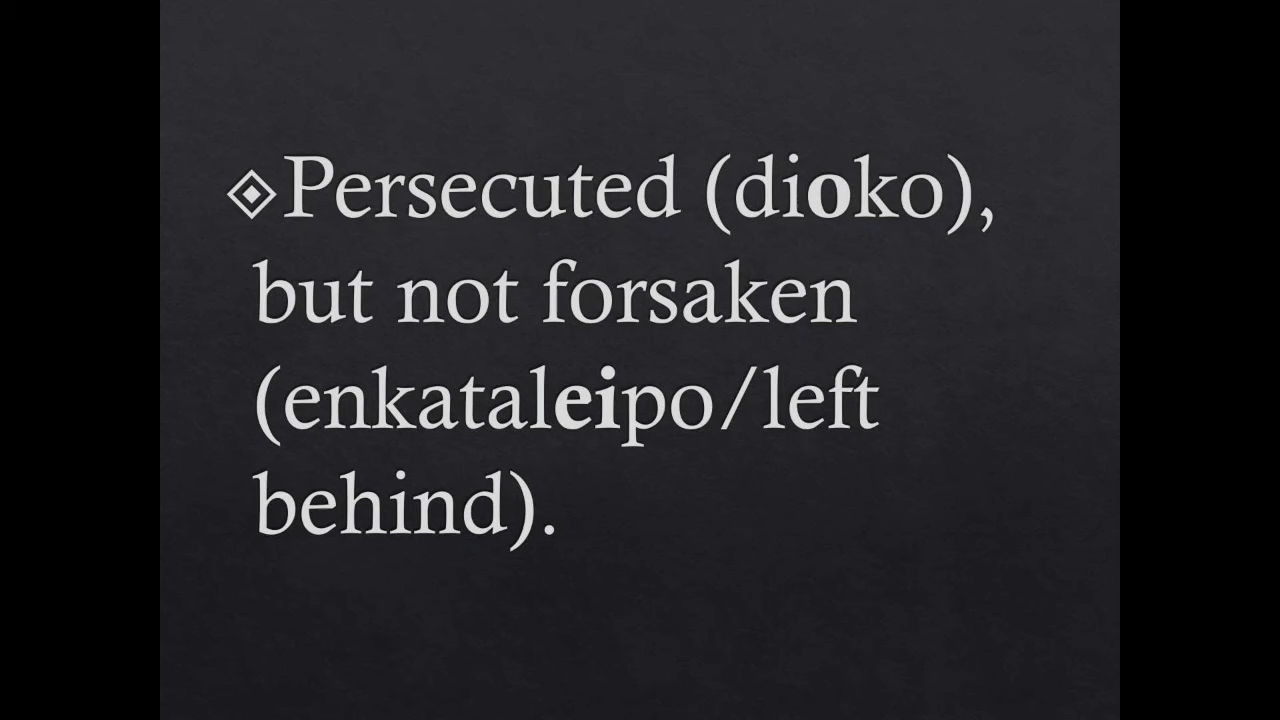 Persecuted (dioko),
but not forsaken
(enkataleipo/left
behind).